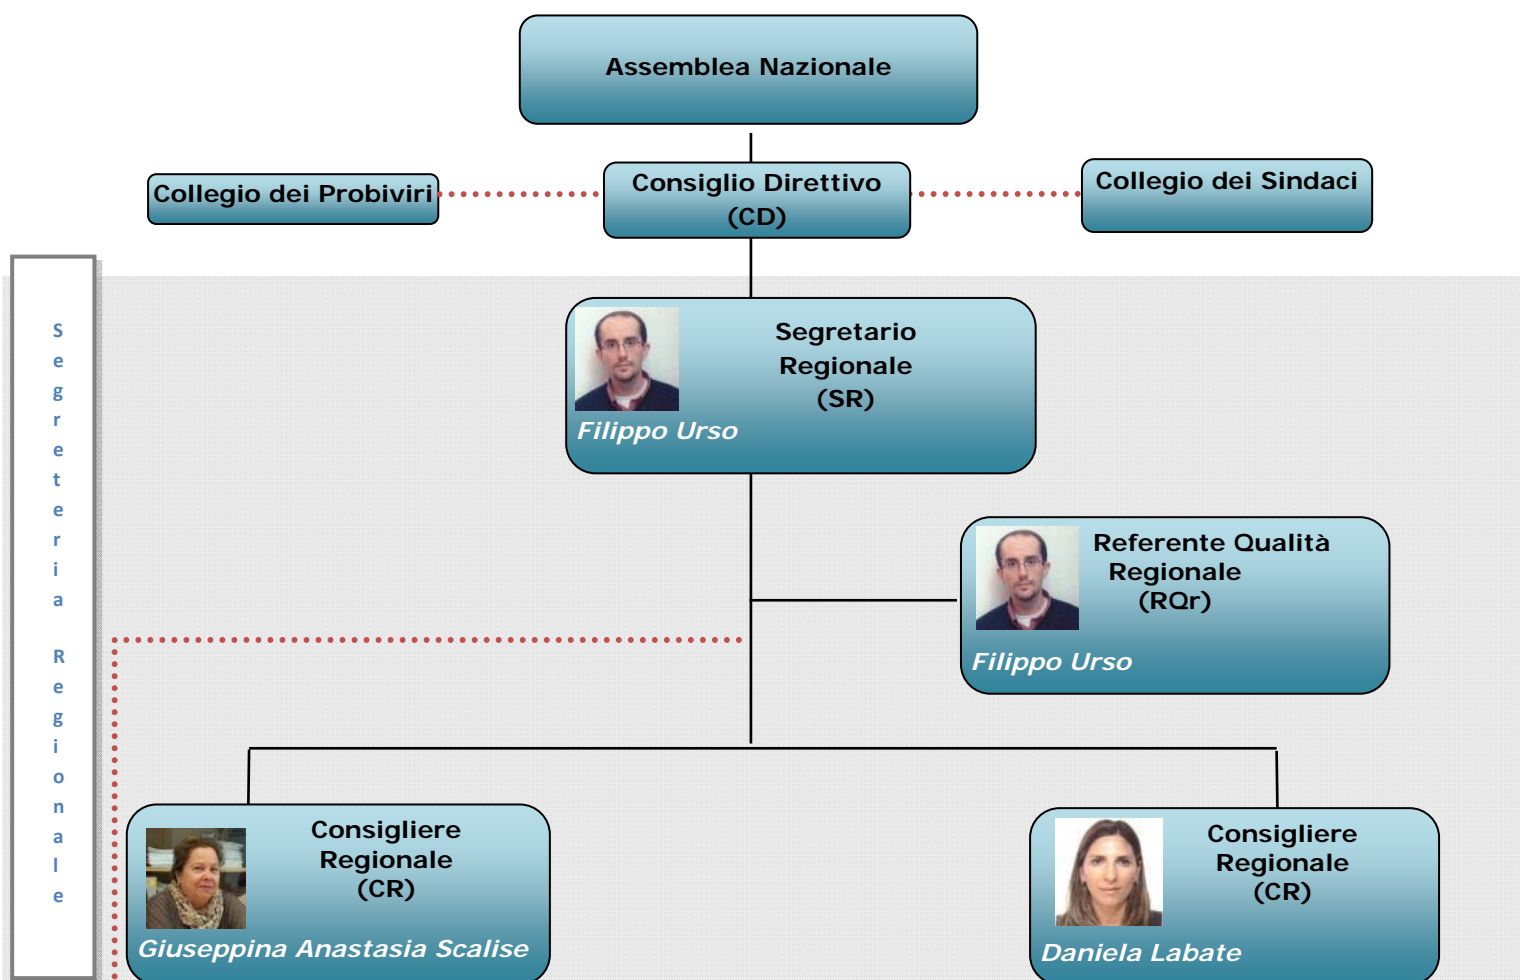 Assemblea Nazionale
Collegio dei Probiviri
Consiglio Direttivo
(CD)
Collegio dei Sindaci
Segreteria Regionale
Segretario
Regionale
(SR)
Filippo Urso
Referente Qualità
Regionale
(RQr)
Filippo Urso
Consigliere
Regionale
(CR)
Giuseppina Anastasia Scalise
Consigliere
Regionale
(CR)
Daniela Labate